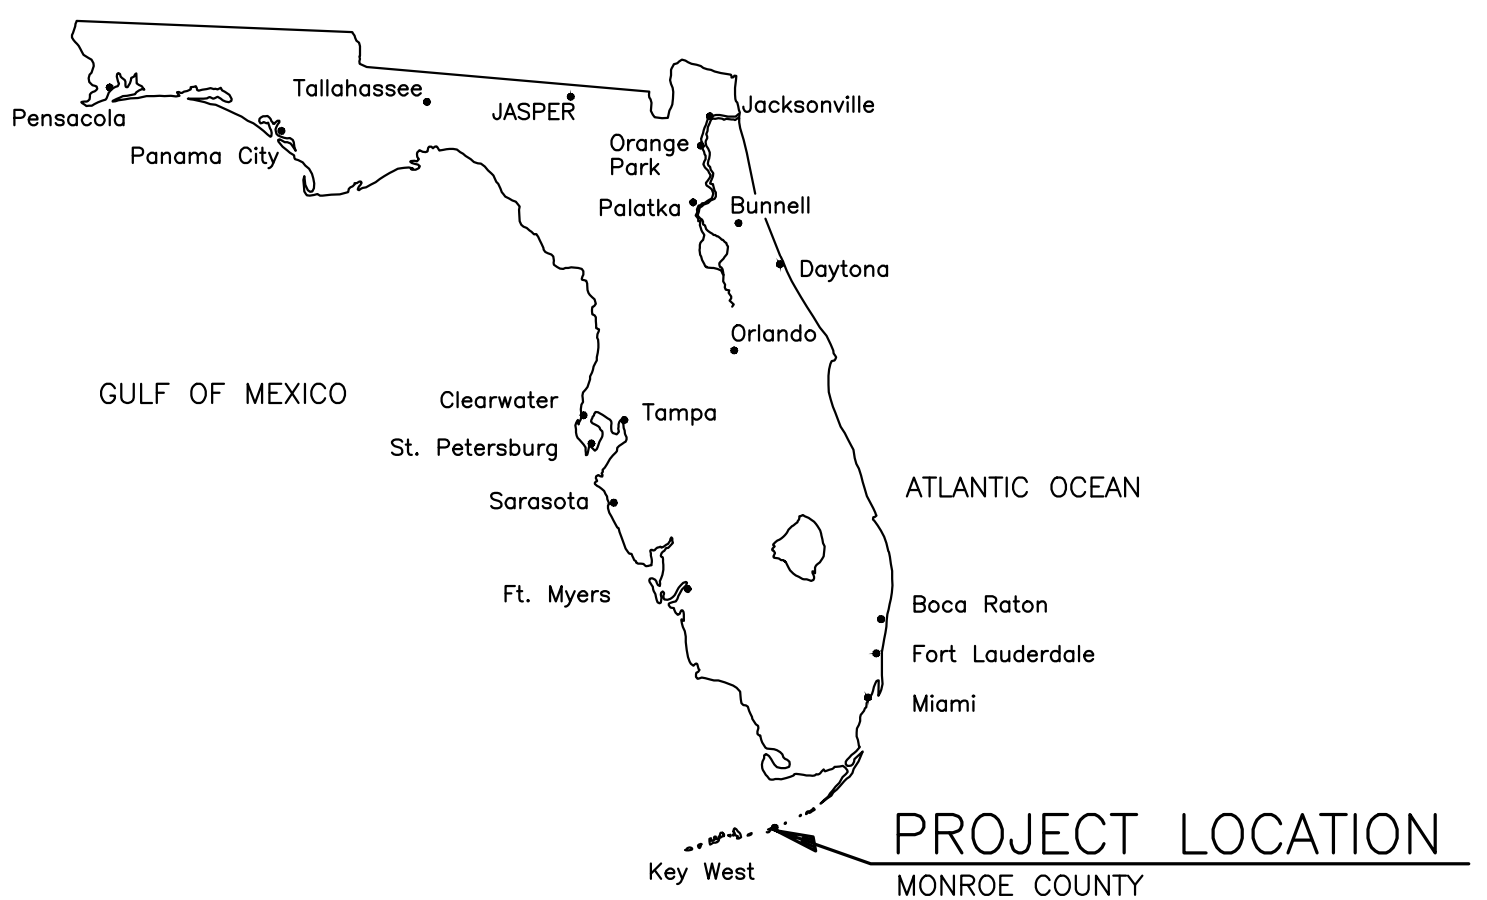 Tallahassee
JASPER
Jacksonville
Pensacola
Panama City
Orange
Park
Palatka
Bunnell
Daytona
Orlando
GULF OF MEXICO
Clearwater
Tampa
St. Petersburg
ATLANTIC OCEAN
Sarasota
Ft. Myers
Boca Raton
Fort Lauderdale
Miami
PROJECT LOCATION
Key West
MONROE COUNTY